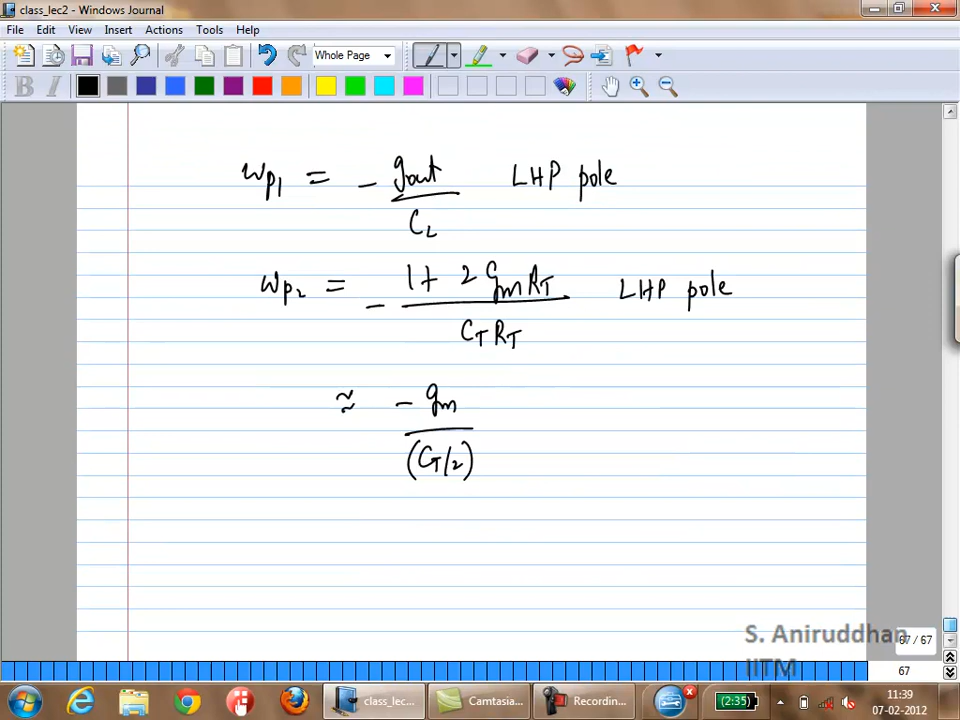 class_lec2 - Windows Journal
File Edit View Insert Actions Tools Help
Whole Page
B I
ωp1 = - gout / CL LHP pole
ωp2 = - 1+ 2 gm RT / CT RT LHP pole
≈ - gm / (CT/2)
S. Aniruddhan
IITM
67 / 67
67
class_lec... Camtasia... Recordin... (2:35) 11:39
07-02-2012